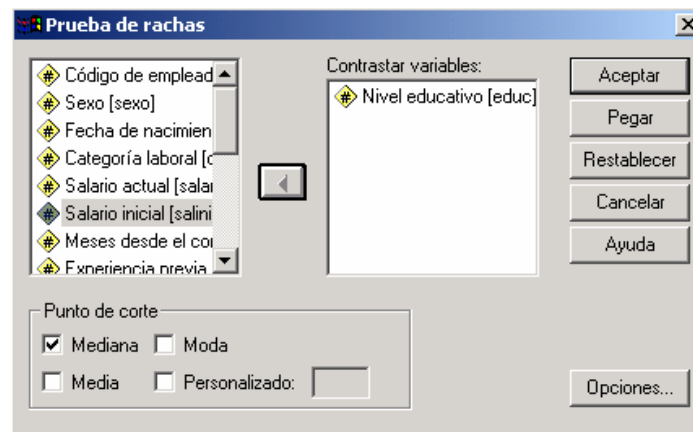 Prueba de rachas
Código de emplead
Sexo [sexo]
Fecha de nacimien
Categoría laboral [c
Salario actual [salar
Salario inicial [salini
Meses desde el cor
Experiencia previa
Contrastar variables:
Nivel educativo [educ]
Aceptar
Pegar
Restablecer
Cancelar
Ayuda
Punto de corte
Mediana
Moda
Media
Personalizado:
Opciones...